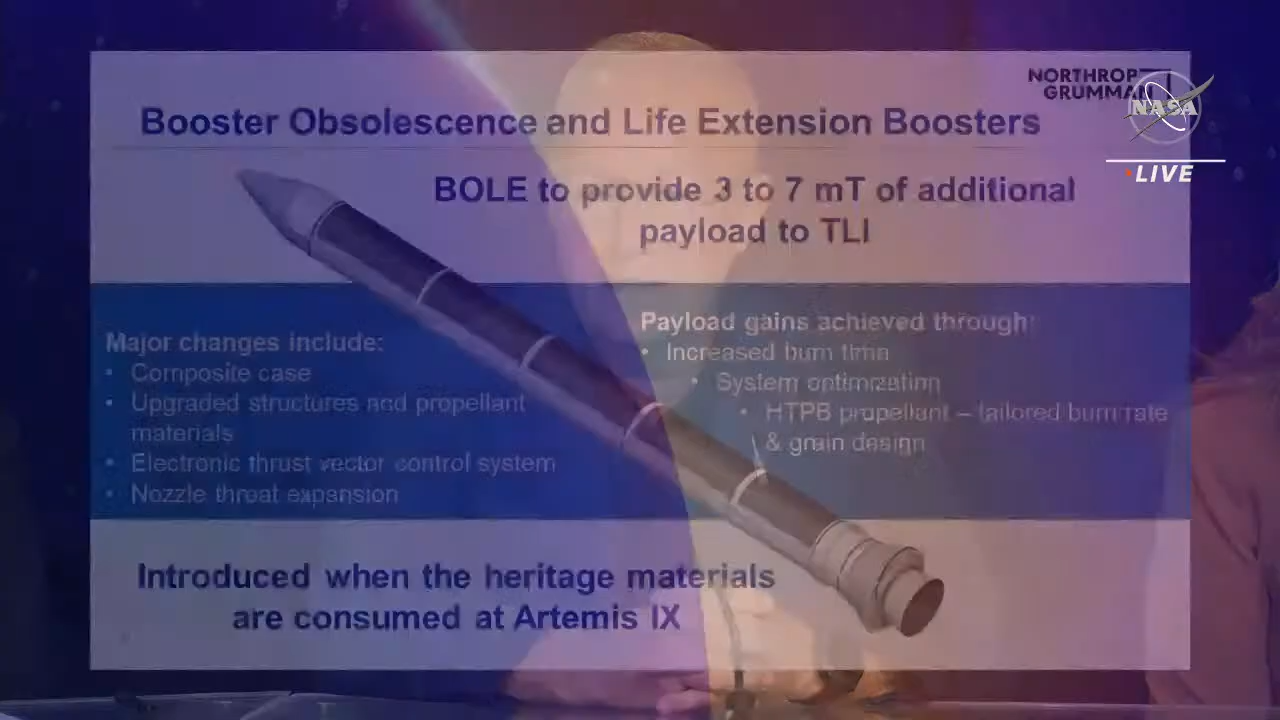 NORTHROP
GRUMMAN
NASA
LIVE
Booster Obsolescence and Life Extension Boosters
BOLE to provide 3 to 7 mT of additional
payload to TLI
Major changes include:
• Composite case
• Upgraded structures and propellant
materials
• Electronic thrust vector control system
• Nozzle throat expansion
Payload gains achieved through:
• Increased burn time
• System optimization
• HTPB propellant – tailored burn rate
& grain design
Introduced when the heritage materials
are consumed at Artemis IX